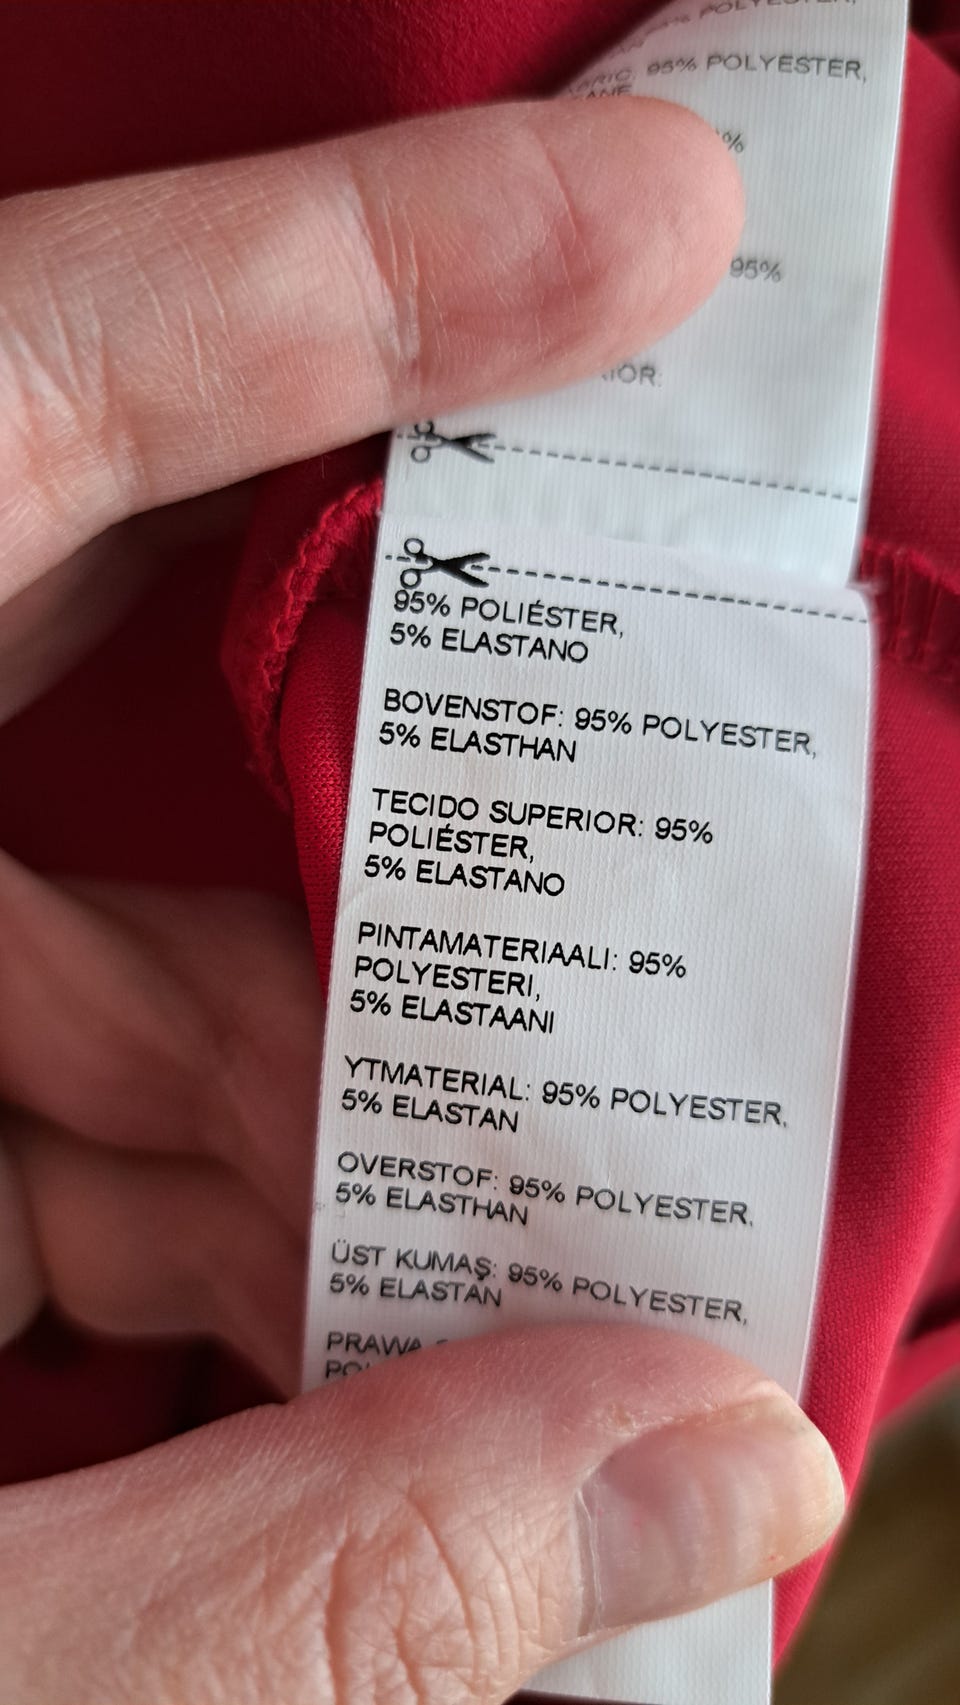 95% POLYESTER,
95%
95% POLIÉSTER,
5% ELASTANO
BOVENSTOF: 95% POLYESTER,
5% ELASTHAN
TECIDO SUPERIOR: 95%
POLIÉSTER,
5% ELASTANO
PINTAMATERIAALI: 95%
POLYESTERI,
5% ELASTAANI
YTMATERIAL: 95% POLYESTER,
5% ELASTAN
OVERSTOF: 95% POLYESTER,
5% ELASTHAN
ÜST KUMAŞ: 95% POLYESTER,
5% ELASTAN
PRAWA